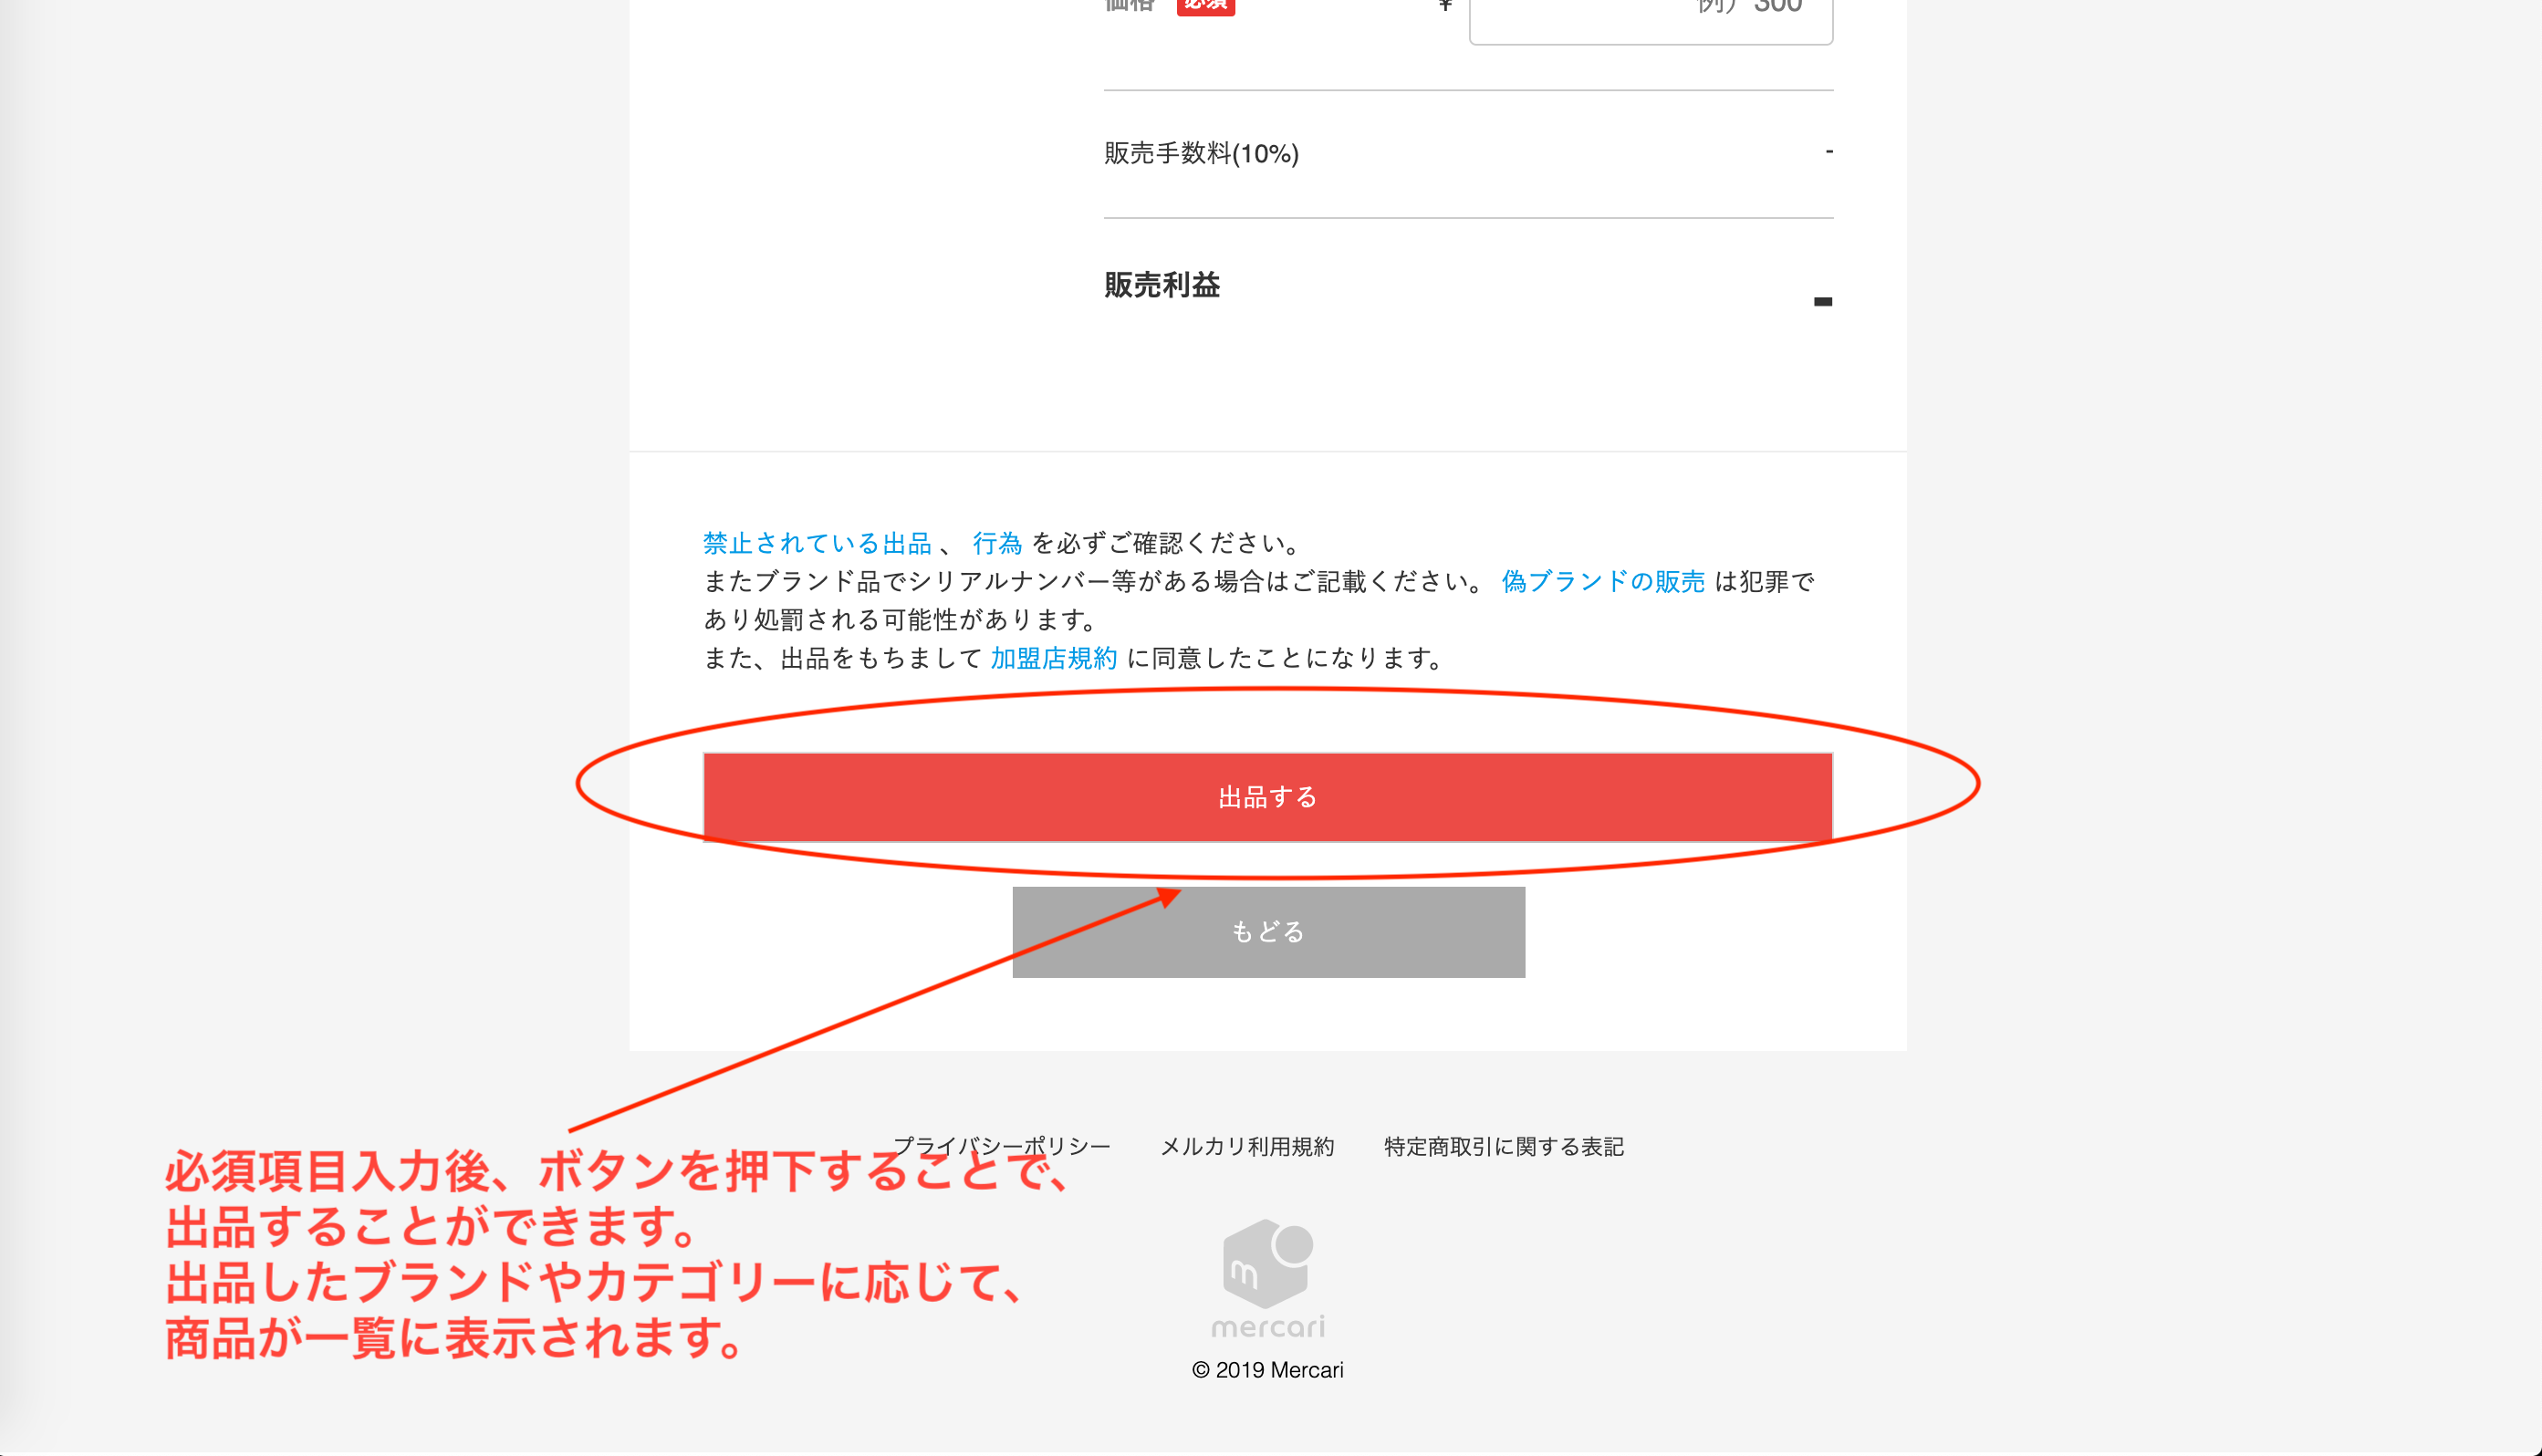 価格 必須 ¥ 例）300
販売手数料(10%) -
販売利益 -
禁止されている出品 、 行為 を必ずご確認ください。
またブランド品でシリアルナンバー等がある場合はご記載ください。 偽ブランドの販売 は犯罪で
あり処罰される可能性があります。
また、出品をもちまして 加盟店規約 に同意したことになります。
出品する
もどる
プライバシーポリシー メルカリ利用規約 特定商取引に関する表記
必須項目入力後、ボタンを押下することで、
出品することができます。
出品したブランドやカテゴリーに応じて、
商品が一覧に表示されます。
m
mercari
© 2019 Mercari